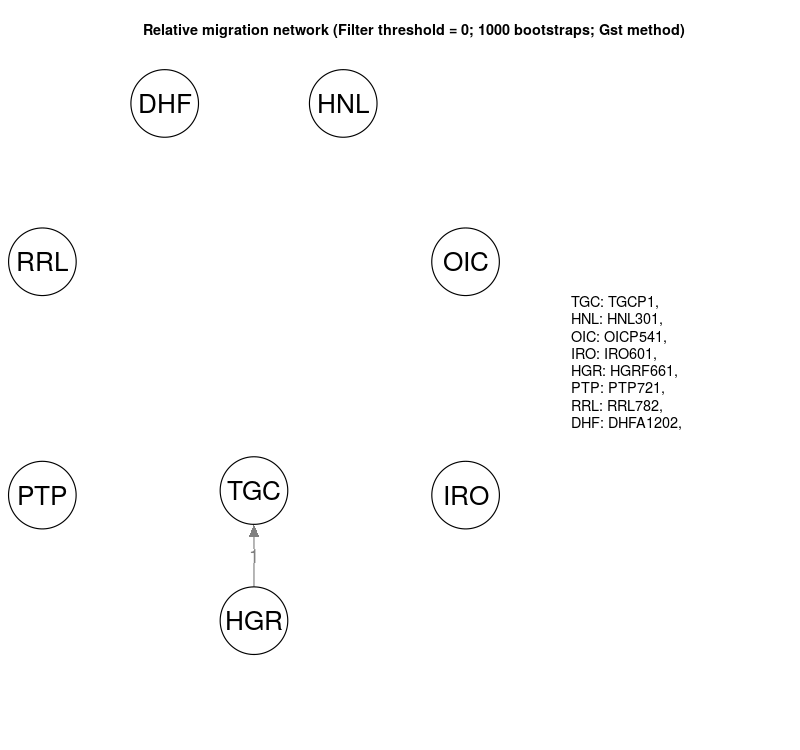 Relative migration network (Filter threshold = 0; 1000 bootstraps; Gst method)
DHF
HNL
RRL
OIC
TGC: TGCP1,
HNL: HNL301,
OIC: OICP541,
IRO: IRO601,
HGR: HGRF661,
PTP: PTP721,
RRL: RRL782,
DHF: DHFA1202,
PTP
TGC
IRO
1
HGR